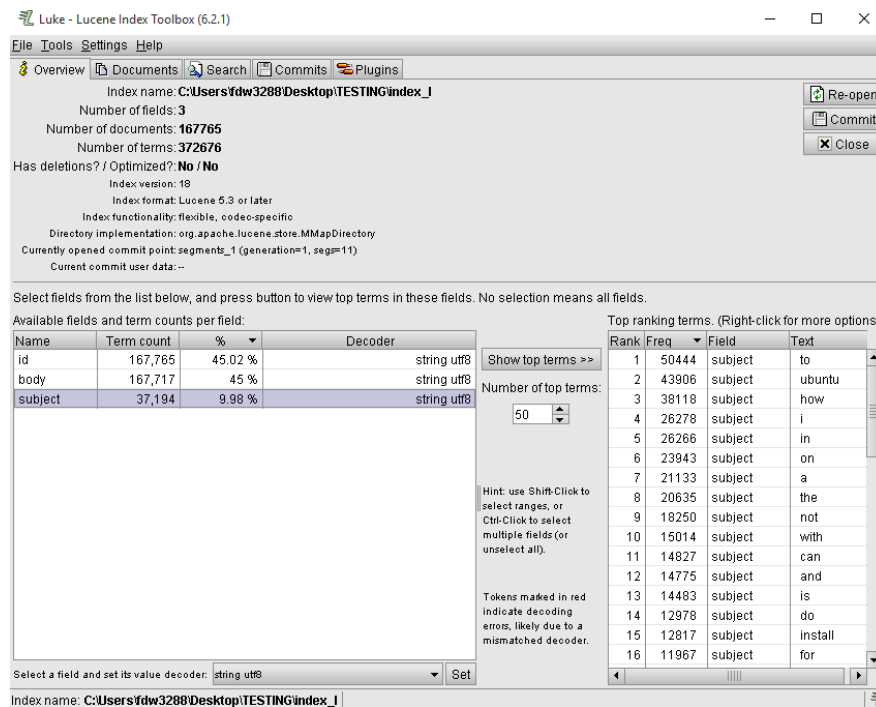 Luke - Lucene Index Toolbox (6.2.1)
File Tools Settings Help
Overview Documents Search Commits Plugins
Index name: C:\Users\fdw3288\Desktop\TESTING\index_I
Number of fields: 3
Number of documents: 167765
Number of terms: 372676
Has deletions? / Optimized?: No / No
Index version: 18
Index format: Lucene 5.3 or later
Index functionality: flexible, codec-specific
Directory implementation: org.apache.lucene.store.MMapDirectory
Currently opened commit point: segments_1 (generation=1, segs=11)
Current commit user data: --
Re-open
Commit
Close
Select fields from the list below, and press button to view top terms in these fields. No selection means all fields.
Available fields and term counts per field:
Name Term count % Decoder
id 167,765 45.02 % string utf8
body 167,717 45 % string utf8
subject 37,194 9.98 % string utf8
Show top terms >>
Number of top terms:
50
Hint: use Shift-Click to
select ranges, or
Ctrl-Click to select
multiple fields (or
unselect all).
Tokens marked in red
indicate decoding
errors, likely due to a
mismatched decoder.
Top ranking terms. (Right-click for more options
Rank Freq Field Text
1 50444 subject to
2 43906 subject ubuntu
3 38118 subject how
4 26278 subject i
5 26266 subject in
6 23943 subject on
7 21133 subject a
8 20635 subject the
9 18250 subject not
10 15014 subject with
11 14827 subject can
12 14775 subject and
13 14483 subject is
14 12978 subject do
15 12817 subject install
16 11967 subject for
Select a field and set its value decoder: string utf8 Set
Index name: C:\Users\fdw3288\Desktop\TESTING\index_I